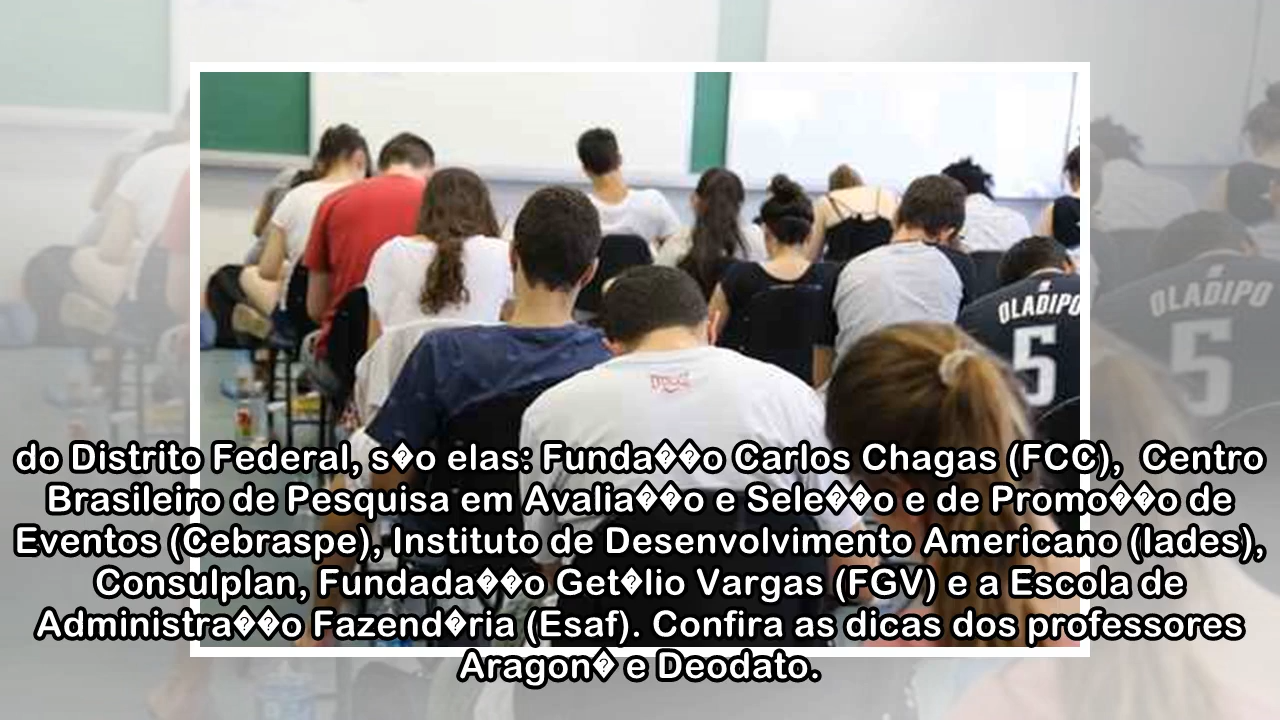 OLADIPO
5
OLADIPO
5
do Distrito Federal, s�o elas: Funda��o Carlos Chagas (FCC),  Centro
Brasileiro de Pesquisa em Avalia��o e Sele��o e de Promo��o de
Eventos (Cebraspe), Instituto de Desenvolvimento Americano (Iades),
Consulplan, Fundada��o Get�lio Vargas (FGV) e a Escola de
Administra��o Fazend�ria (Esaf). Confira as dicas dos professores
Aragon� e Deodato.